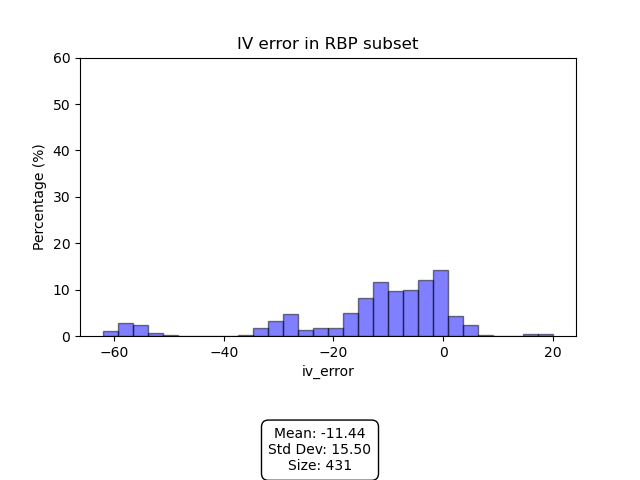 IV error in RBP subset
60
50
40
30
20
10
0
Percentage (%)
−60 −40 −20 0 20
iv_error
Mean: -11.44
Std Dev: 15.50
Size: 431